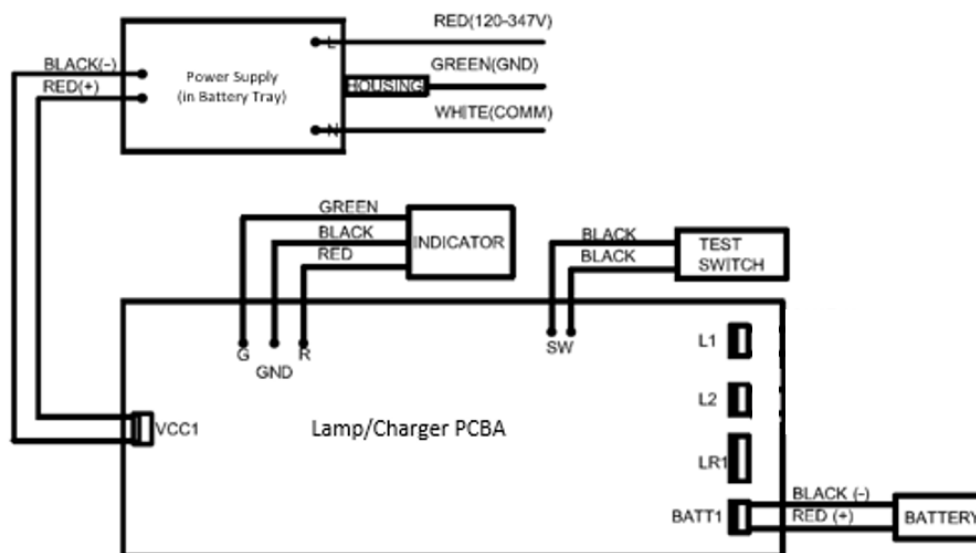 RED(120-347V)
BLACK(-)
L
GREEN(GND)
RED(+)
Power Supply
(in Battery Tray)
HOUSING
WHITE(COMM)
N
GREEN
BLACK
INDICATOR
RED
BLACK
BLACK
TEST
SWITCH
G
GND
R
SW
L1
L2
VCC1
Lamp/Charger PCBA
LR1
BATT1
BLACK (-)
RED (+)
BATTERY